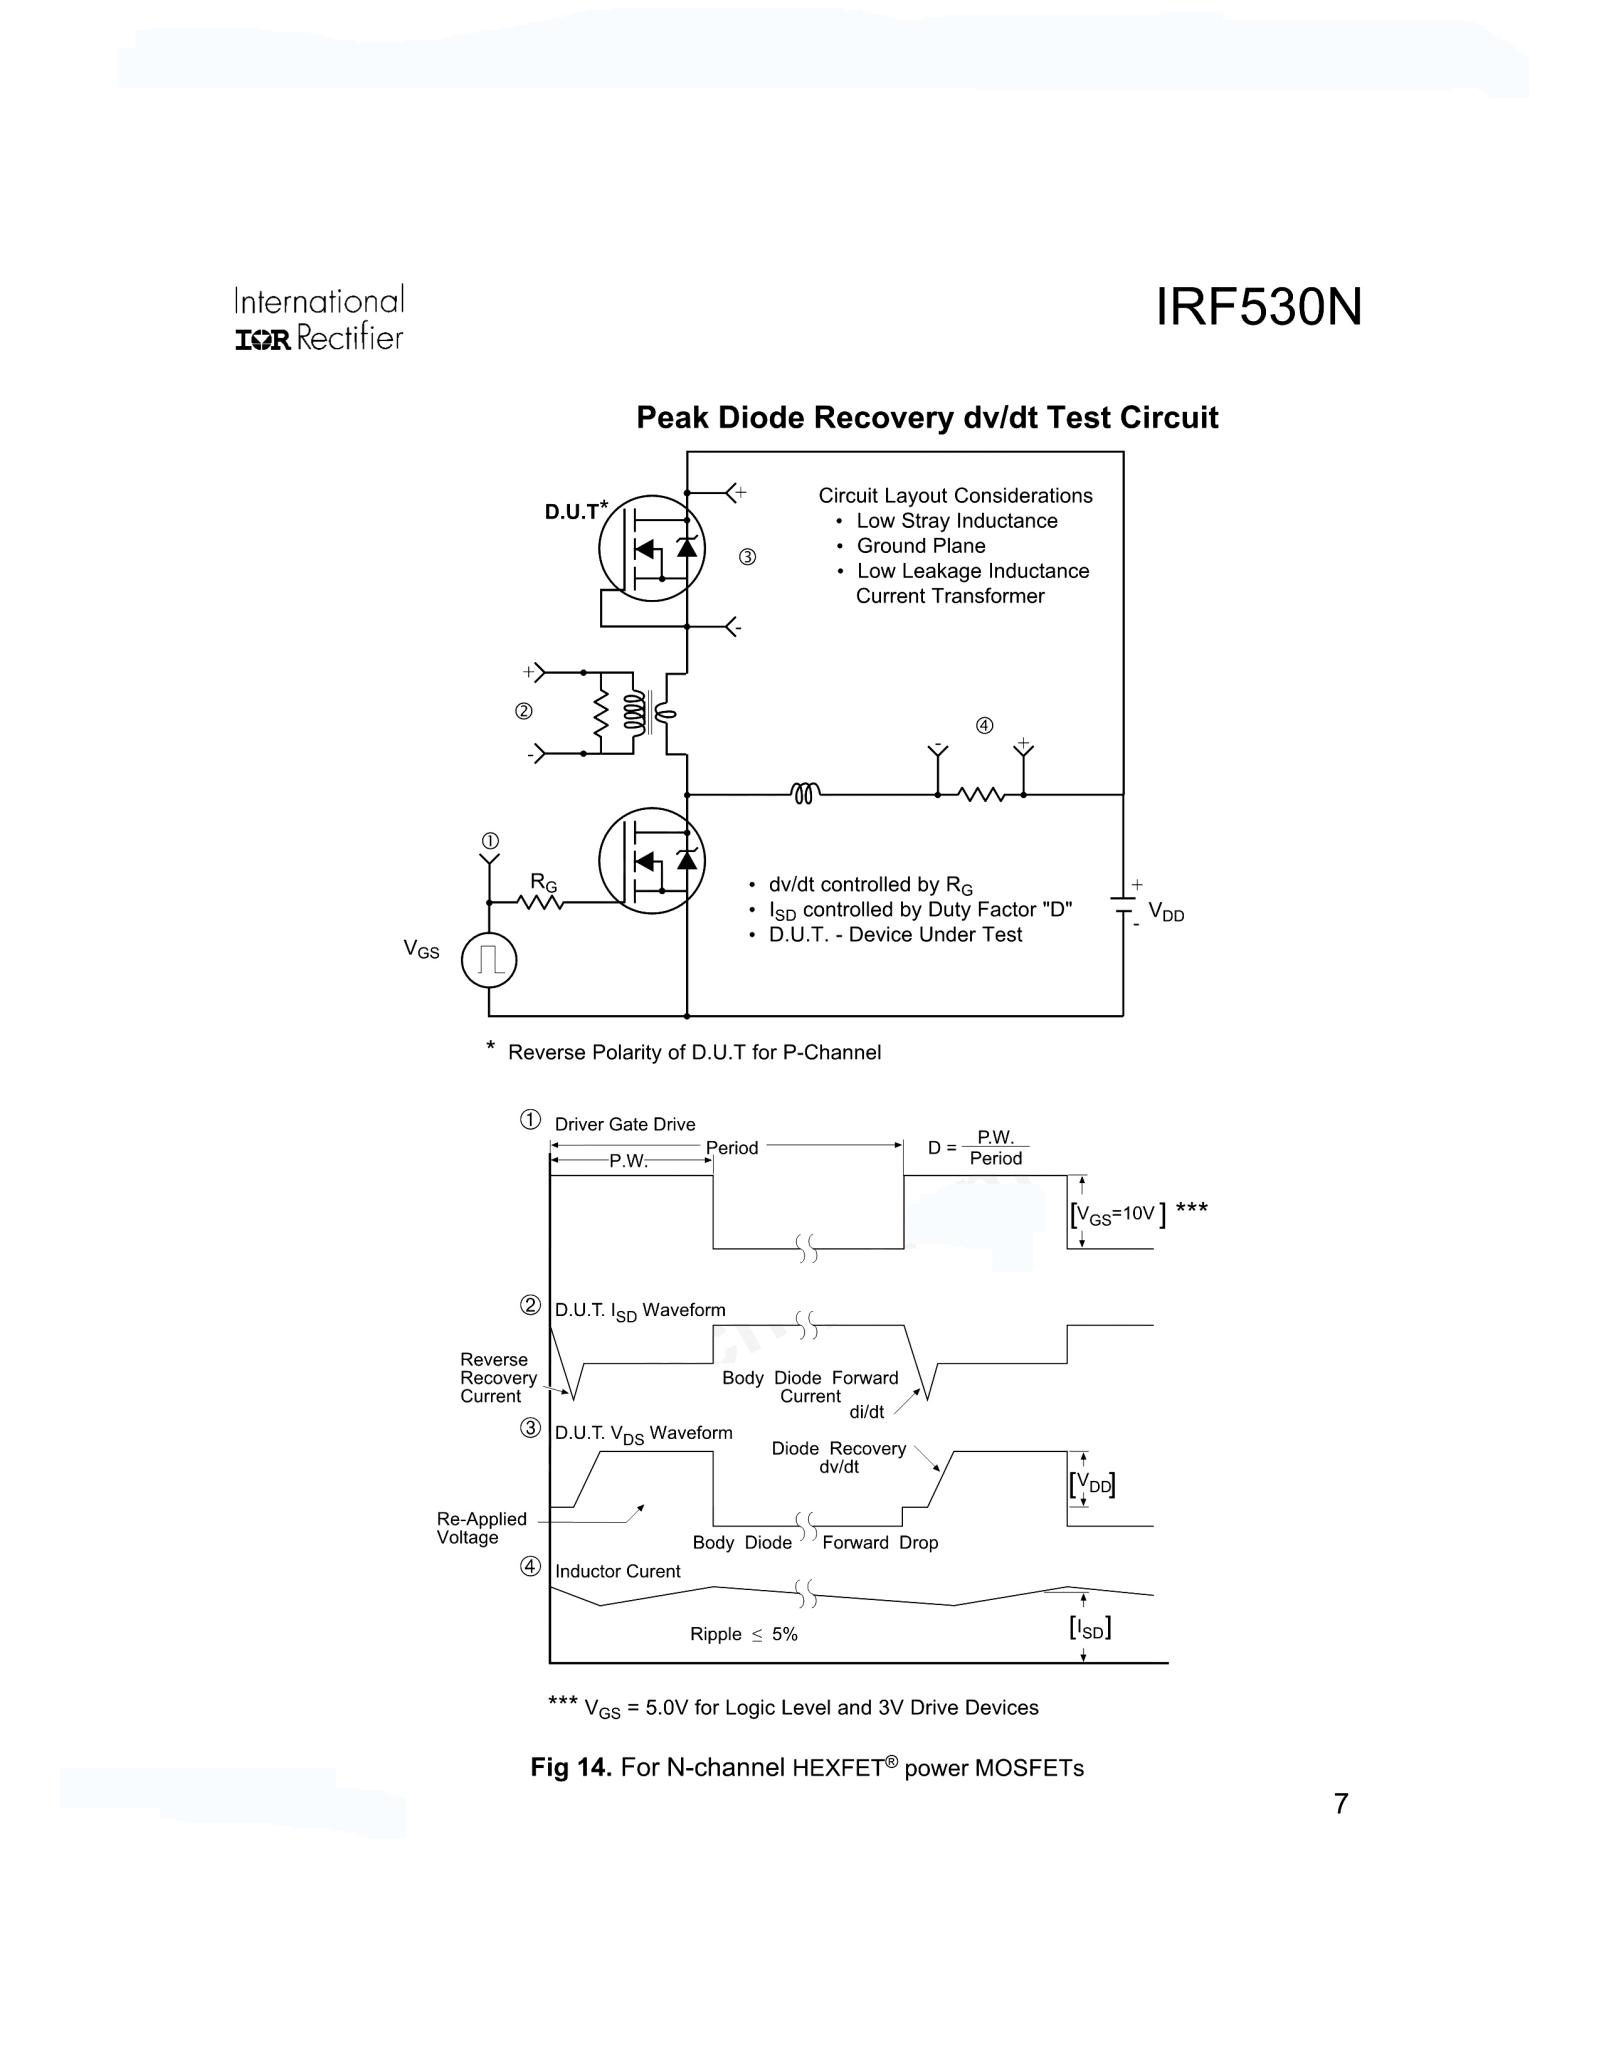 International
IOR Rectifier
IRF530N
Peak Diode Recovery dv/dt Test Circuit
D.U.T*
+
-
③
Circuit Layout Considerations
• Low Stray Inductance
• Ground Plane
• Low Leakage Inductance
Current Transformer
+
②
-
④
-
+
①
RG
VGS
• dv/dt controlled by RG
• ISD controlled by Duty Factor "D"
• D.U.T. - Device Under Test
+
VDD
-
* Reverse Polarity of D.U.T for P-Channel
① Driver Gate Drive
Period
P.W.
D = P.W.
Period
[VGS=10V] ***
② D.U.T. ISD Waveform
Reverse
Recovery
Current
Body Diode Forward
Current
di/dt
③ D.U.T. VDS Waveform
Diode Recovery
dv/dt
[VDD]
Re-Applied
Voltage
Body Diode Forward Drop
④ Inductor Curent
Ripple ≤ 5%
[ISD]
*** VGS = 5.0V for Logic Level and 3V Drive Devices
Fig 14. For N-channel HEXFET® power MOSFETs
7